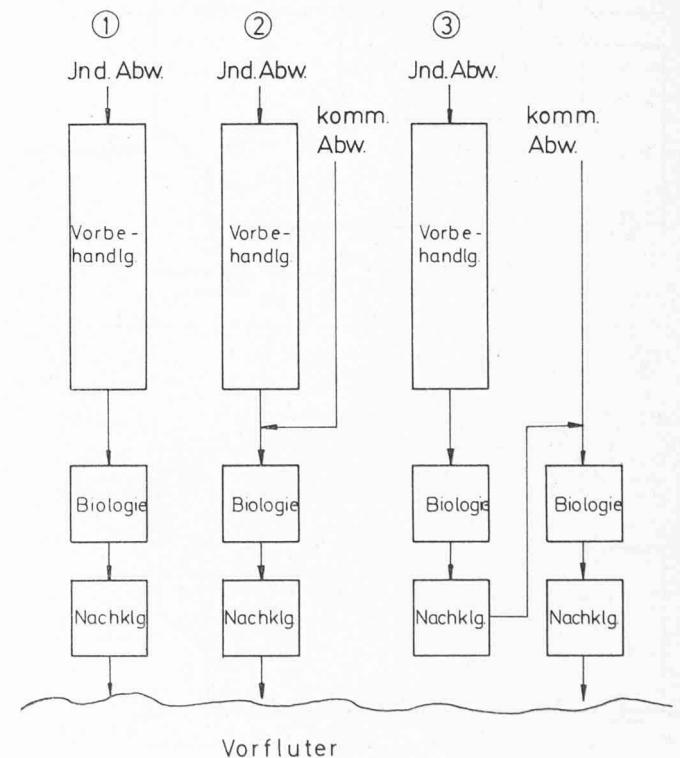 1 2 3
Jnd. Abw. Jnd. Abw. Jnd. Abw.
komm.
Abw.
komm.
Abw.
Vorbe-
handlg.
Vorbe-
handlg.
Vorbe-
handlg.
Biologie Biologie Biologie Biologie
Nachklg. Nachklg. Nachklg. Nachklg.
Vorfluter